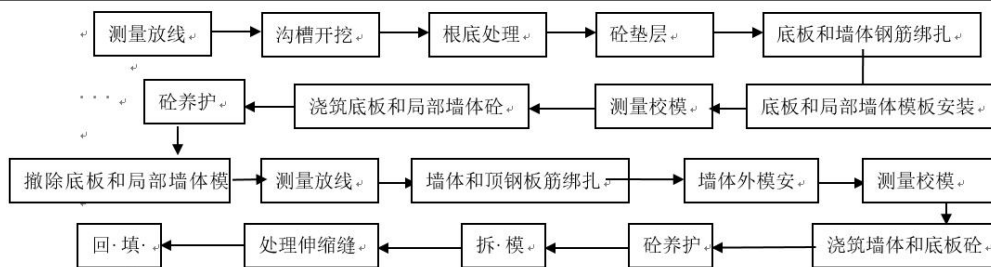 测量放线
沟槽开挖
根底处理
砼垫层
底板和墙体钢筋绑扎
砼养护
浇筑底板和局部墙体砼
测量校模
底板和局部墙体模板安装
撤除底板和局部墙体模
测量放线
墙体和顶钢板筋绑扎
墙体外模安
测量校模
回·填·
处理伸缩缝
拆·模
砼养护
浇筑墙体和底板砼